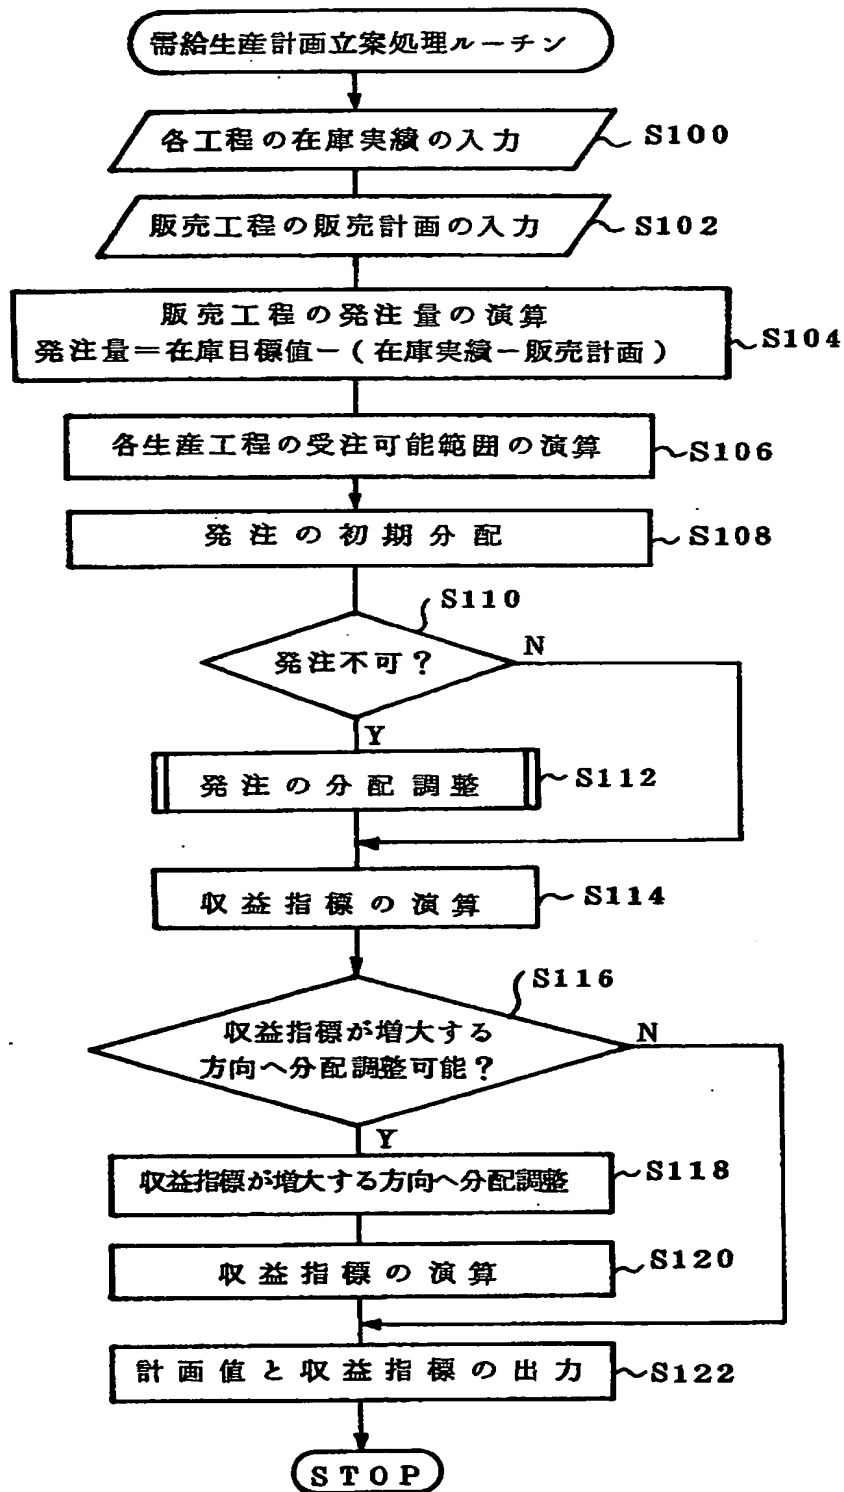 需給生産計画立案処理ルーチン
各工程の在庫実績の入力
S100
販売工程の販売計画の入力
S102
販売工程の発注量の演算
発注量=在庫目標値-(在庫実績-販売計画)
S104
各生産工程の受注可能範囲の演算
S106
発注の初期分配
S108
S110
発注不可?
N
Y
発注の分配調整
S112
収益指標の演算
S114
S116
収益指標が増大する
方向へ分配調整可能?
N
Y
収益指標が増大する方向へ分配調整
S118
収益指標の演算
S120
計画値と収益指標の出力
S122
STOP